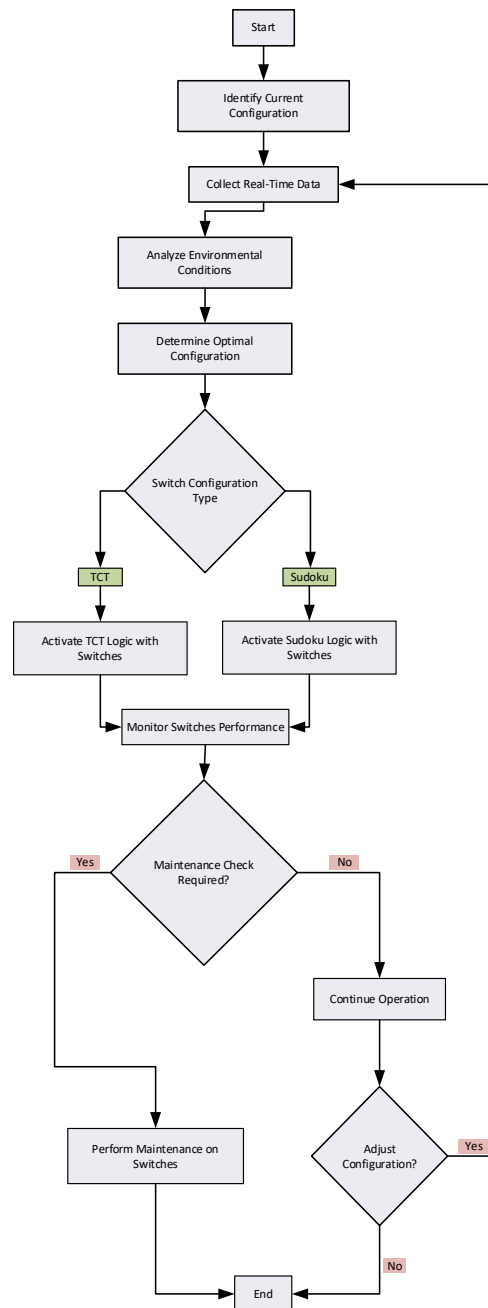 Start
Identify Current
Configuration
Collect Real-Time Data
Analyze Environmental
Conditions
Determine Optimal
Configuration
Switch Configuration
Type
TCT
Sudoku
Activate TCT Logic with
Switches
Activate Sudoku Logic with
Switches
Monitor Switches Performance
Maintenance Check
Required?
Yes
No
Continue Operation
Perform Maintenance on
Switches
Adjust
Configuration?
Yes
No
End